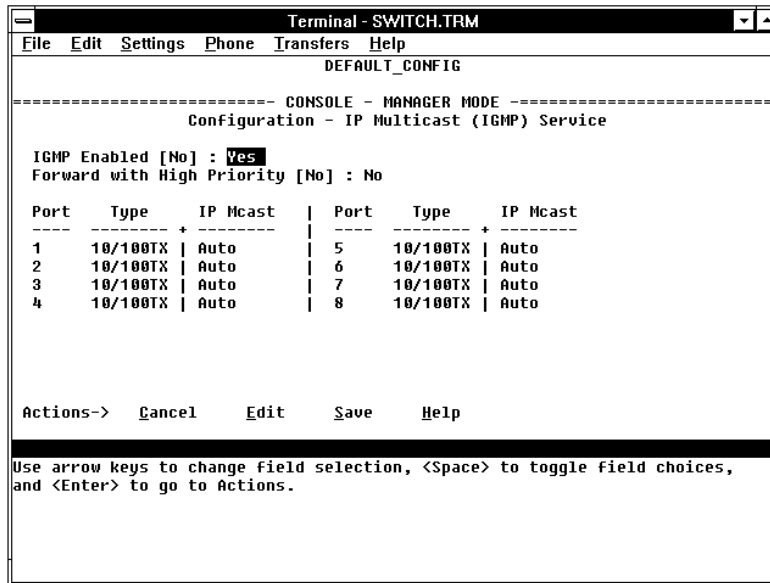 Terminal - SWITCH.TRM
File Edit Settings Phone Transfers Help
DEFAULT_CONFIG
==========================- CONSOLE - MANAGER MODE -==========================
Configuration - IP Multicast (IGMP) Service
IGMP Enabled [No] : Yes
Forward with High Priority [No] : No
Port Type IP Mcast | Port Type IP Mcast
---- -------- + -------- | ---- -------- + --------
1 10/100TX | Auto | 5 10/100TX | Auto
2 10/100TX | Auto | 6 10/100TX | Auto
3 10/100TX | Auto | 7 10/100TX | Auto
4 10/100TX | Auto | 8 10/100TX | Auto
Actions-> Cancel Edit Save Help
Use arrow keys to change field selection, <Space> to toggle field choices,
and <Enter> to go to Actions.